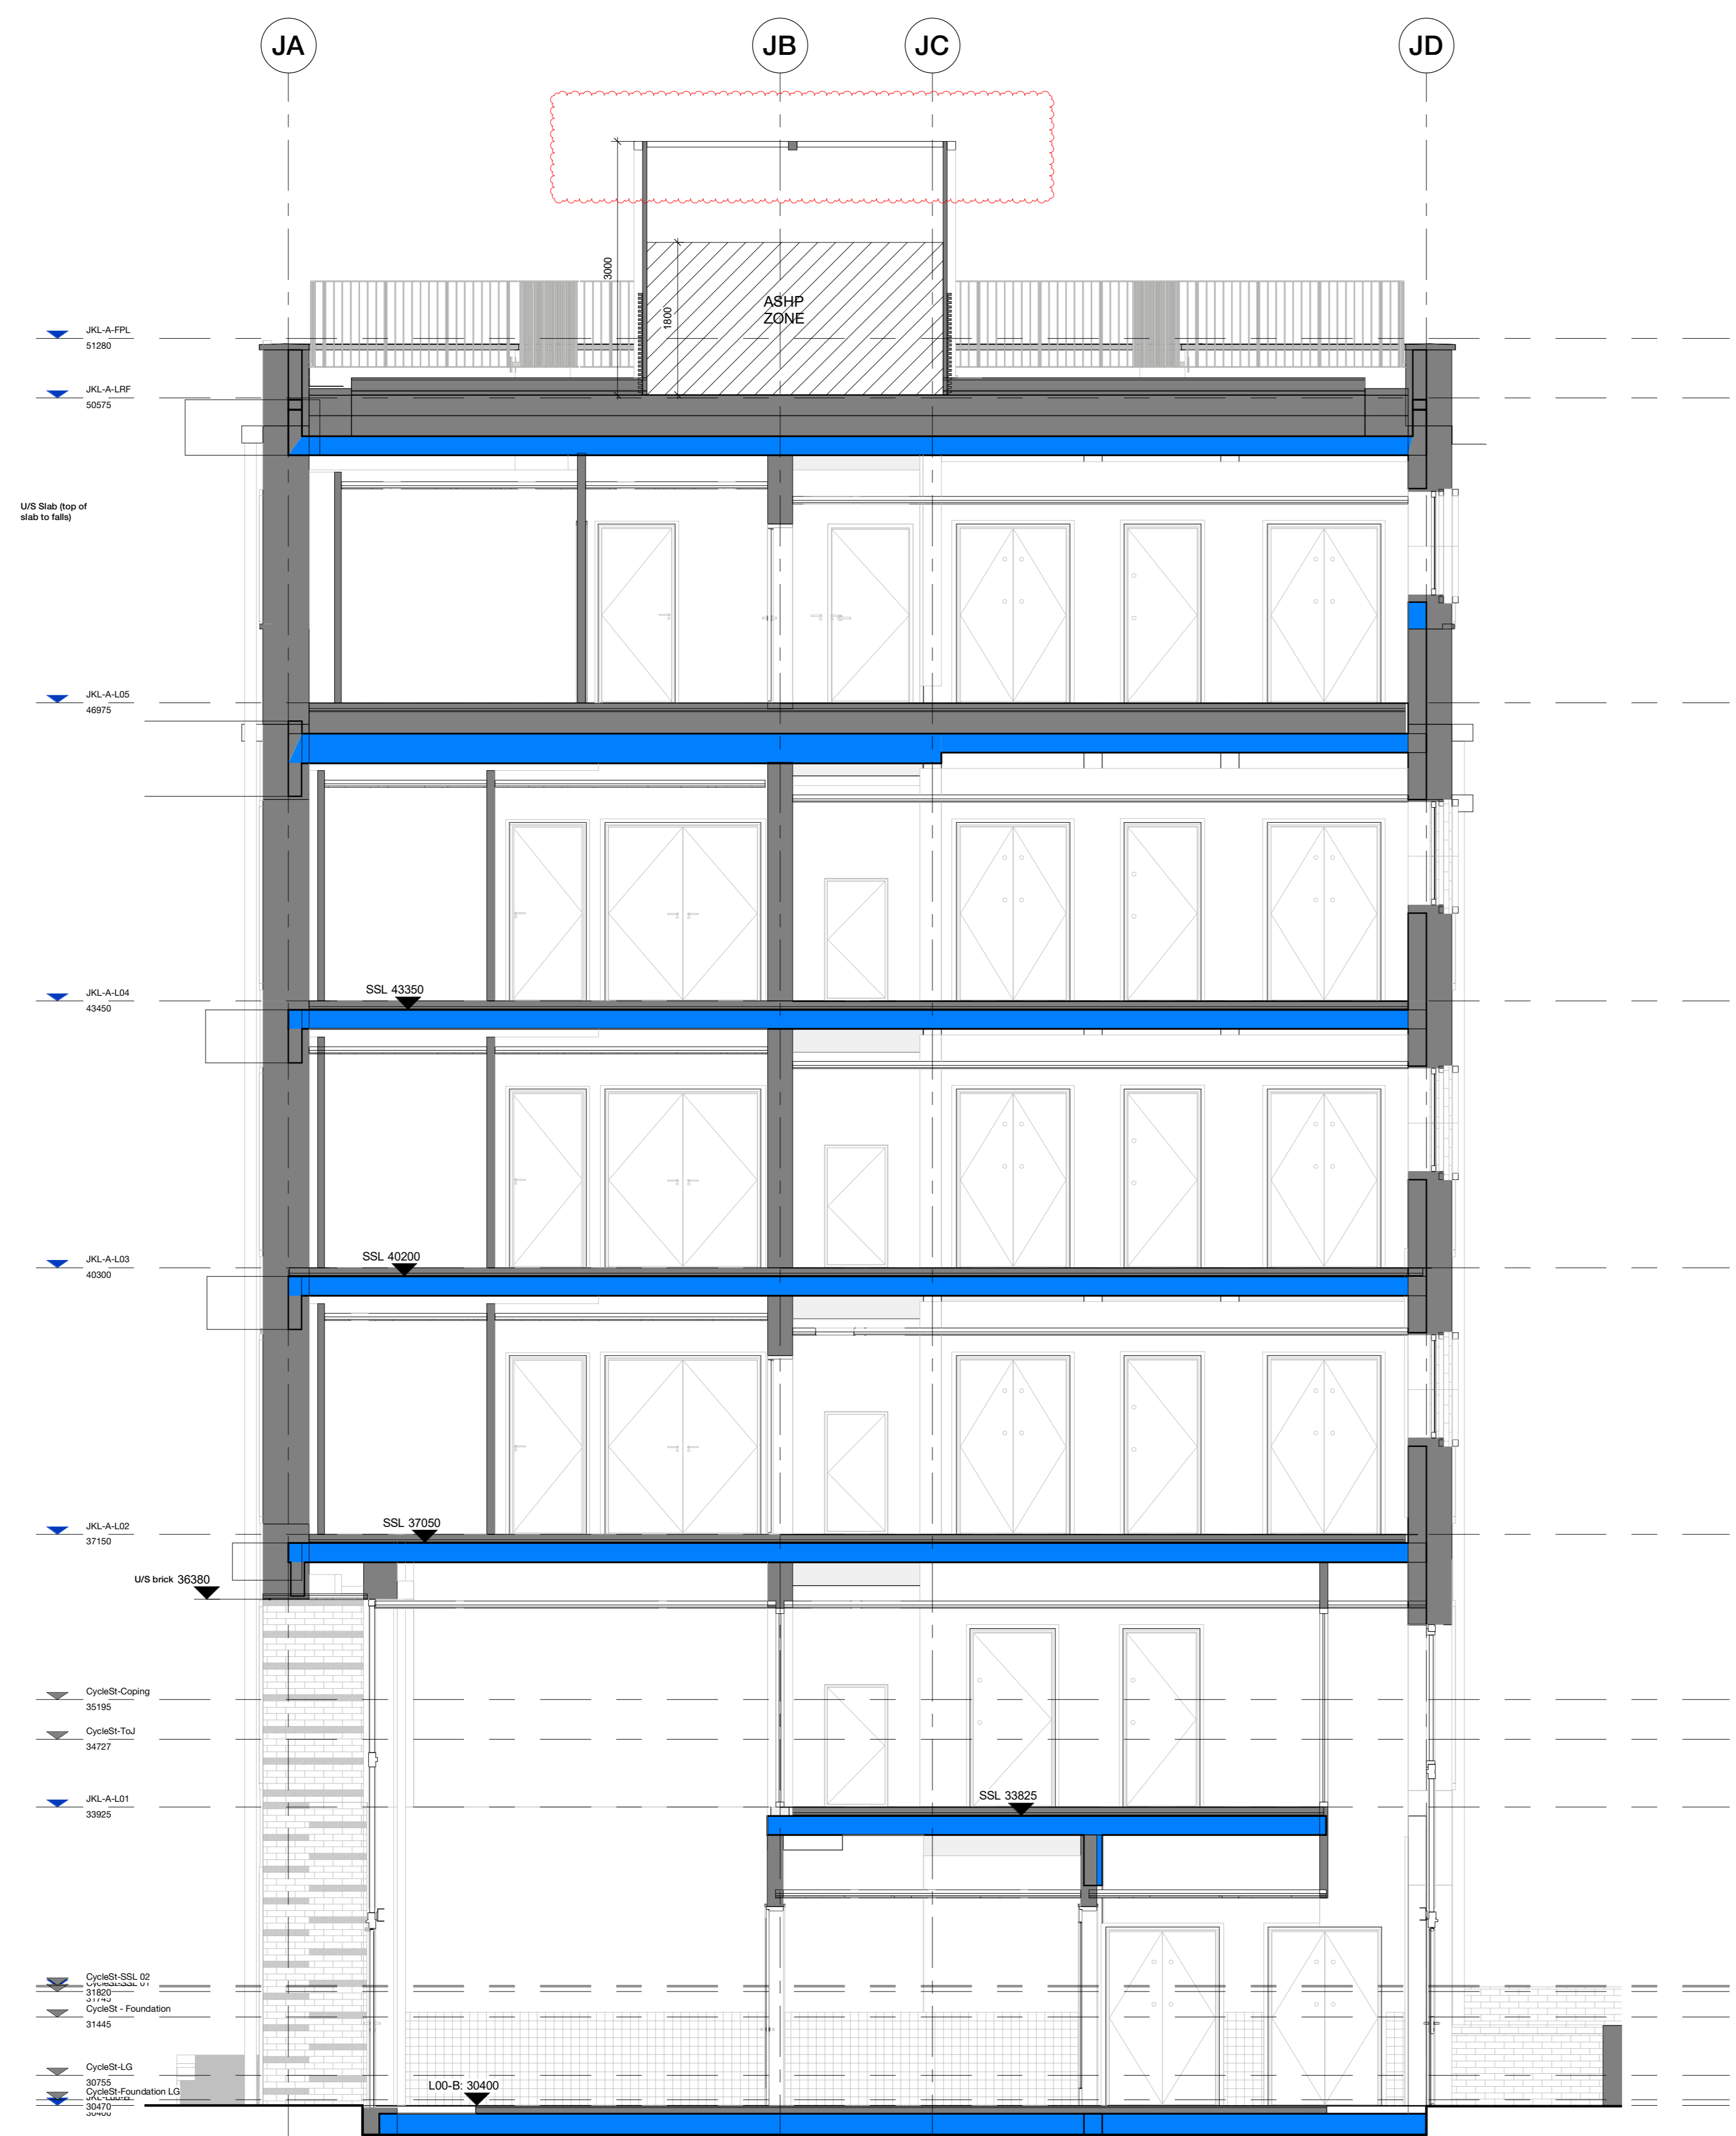 JA
JB
JC
JD
3000
1800
ASHP
ZONE
JKL-A-FPL
51280
JKL-A-LRF
50575
U/S Slab (top of
slab to falls)
JKL-A-L05
46975
JKL-A-L04
43450
SSL 43350
JKL-A-L03
40300
SSL 40200
JKL-A-L02
37150
SSL 37050
U/S brick 36380
CycleSt-Coping
35195
CycleSt-ToJ
34727
JKL-A-L01
33925
SSL 33825
CycleSt-SSL 02
31820
CycleSt - Foundation
31445
CycleSt-LG
30755
CycleSt-Foundation LG
30470
L00-B: 30400